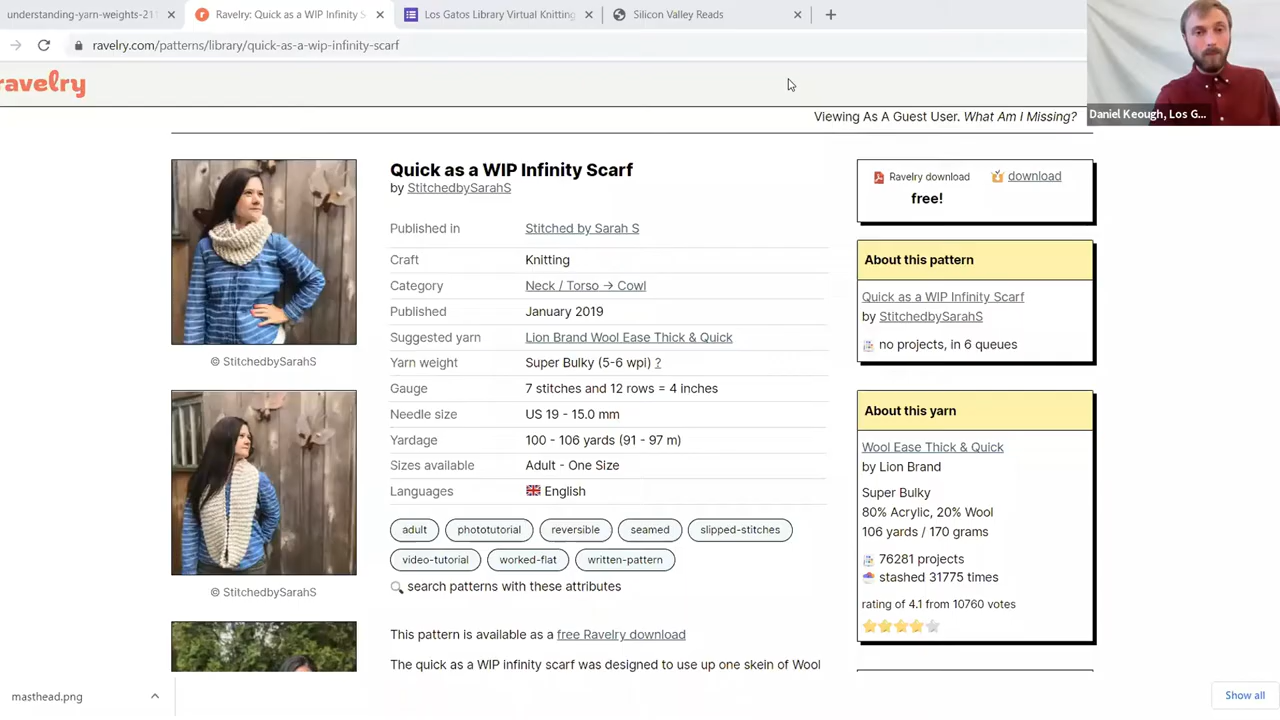 understanding-yarn-weights-211
Ravelry: Quick as a WIP Infinity S
Los Gatos Library Virtual Knitting
Silicon Valley Reads
ravelry.com/patterns/library/quick-as-a-wip-infinity-scarf
ravelry
Daniel Keough, Los G...
Viewing As A Guest User. What Am I Missing?
Quick as a WIP Infinity Scarf
by StitchedbySarahS
Published in Stitched by Sarah S
Craft Knitting
Category Neck / Torso → Cowl
Published January 2019
Suggested yarn Lion Brand Wool Ease Thick & Quick
Yarn weight Super Bulky (5-6 wpi) ?
Gauge 7 stitches and 12 rows = 4 inches
Needle size US 19 - 15.0 mm
Yardage 100 - 106 yards (91 - 97 m)
Sizes available Adult - One Size
Languages English
adult phototutorial reversible seamed slipped-stitches
video-tutorial worked-flat written-pattern
search patterns with these attributes
This pattern is available as a free Ravelry download
The quick as a WIP infinity scarf was designed to use up one skein of Wool
© StitchedbySarahS
© StitchedbySarahS
Ravelry download download
free!
About this pattern
Quick as a WIP Infinity Scarf
by StitchedbySarahS
no projects, in 6 queues
About this yarn
Wool Ease Thick & Quick
by Lion Brand
Super Bulky
80% Acrylic, 20% Wool
106 yards / 170 grams
76281 projects
stashed 31775 times
rating of 4.1 from 10760 votes
masthead.png
Show all